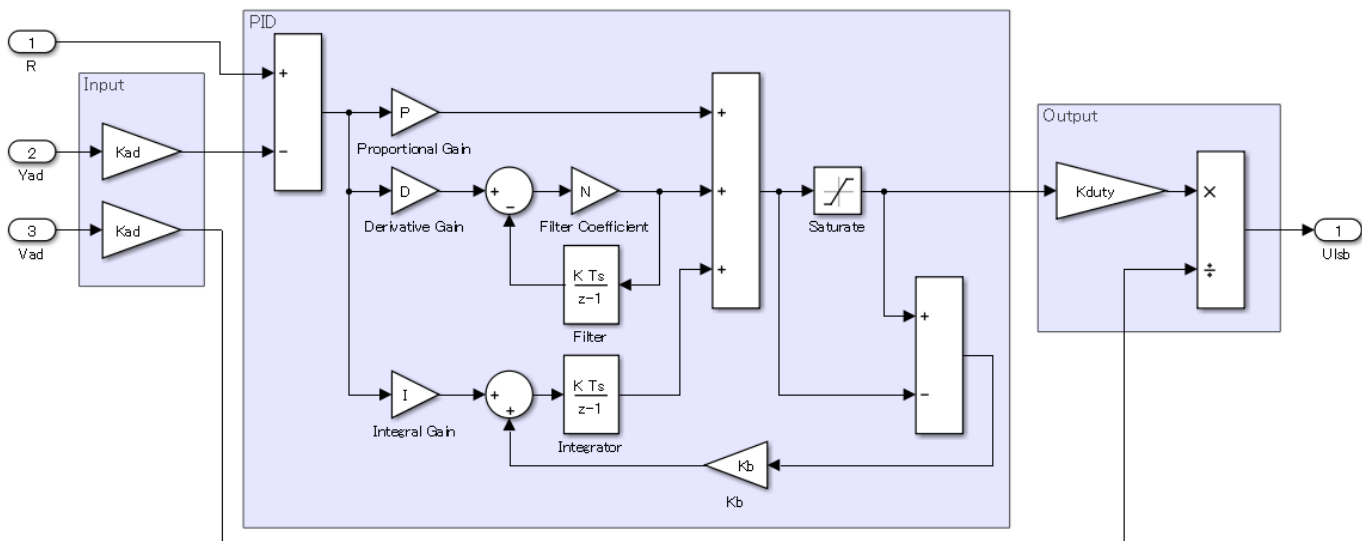 PID
1
R
+
Input
Kad
2
Yad
−
P
Proportional Gain
+
Output
Kad
3
Vad
D
Derivative Gain
+
−
N
Filter Coefficient
+
Saturate
Kduty
×
÷
1
Ulsb
K Ts
z-1
Filter
+
+
−
I
Integral Gain
+
+
K Ts
z-1
Integrator
Kb
Kb